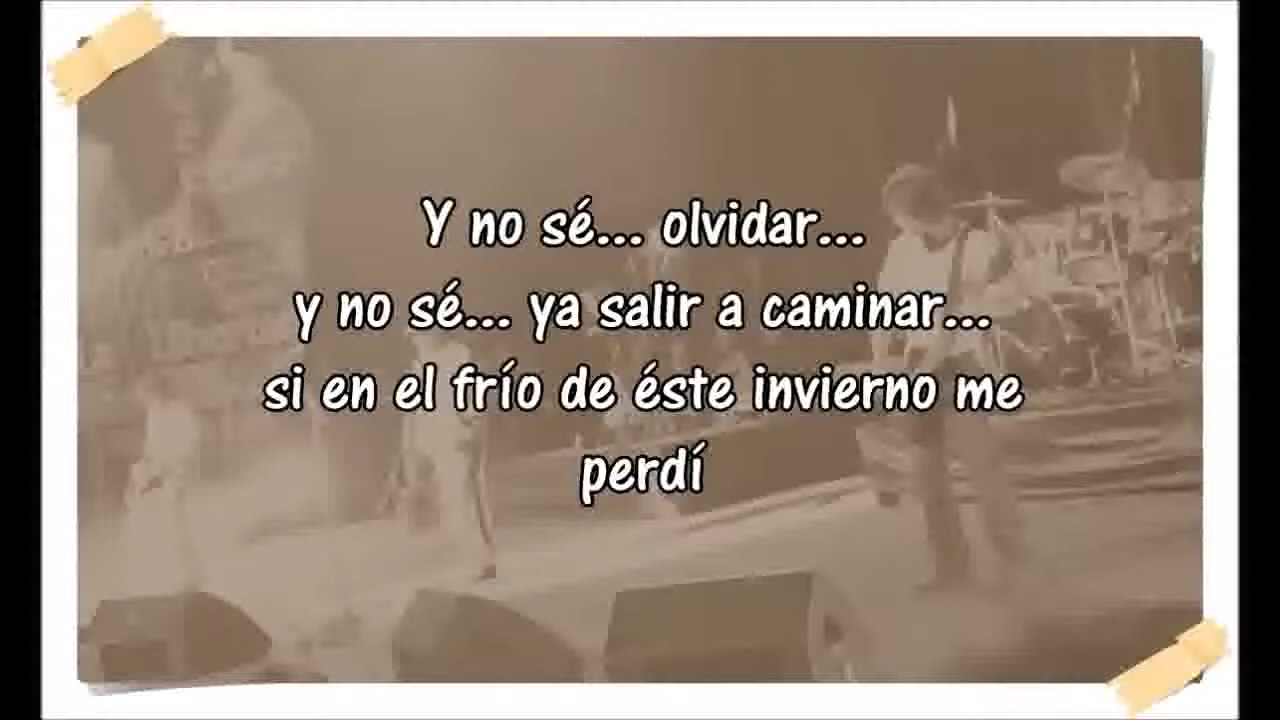 Y no sé... olvidar...
y no sé... ya salir a caminar...
si en el frío de éste invierno me
perdí